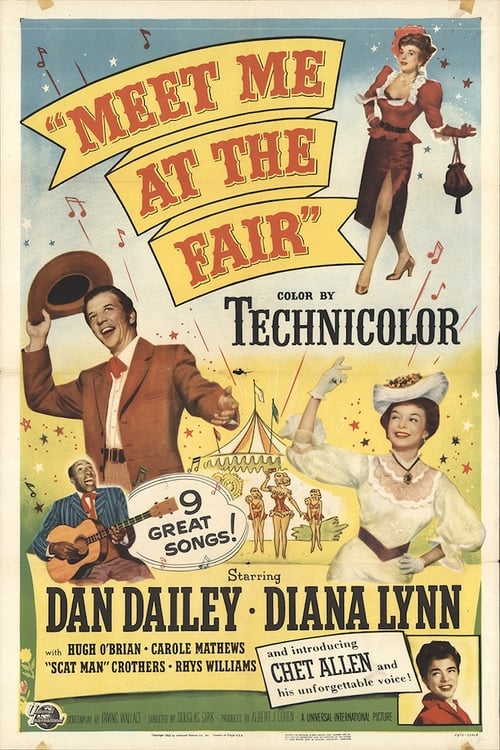 "MEET ME
AT THE
FAIR"
COLOR BY
TECHNICOLOR
9
GREAT
SONGS!
Starring
DAN DAILEY · DIANA LYNN
with HUGH O'BRIAN · CAROLE MATHEWS
"SCAT MAN" CROTHERS · RHYS WILLIAMS
and introducing
CHET ALLEN and
his unforgettable voice!
Universal
International
SCREENPLAY BY IRVING WALLACE · DIRECTED BY DOUGLAS SIRK · PRODUCED BY ALBERT J. COHEN · A UNIVERSAL-INTERNATIONAL PICTURE